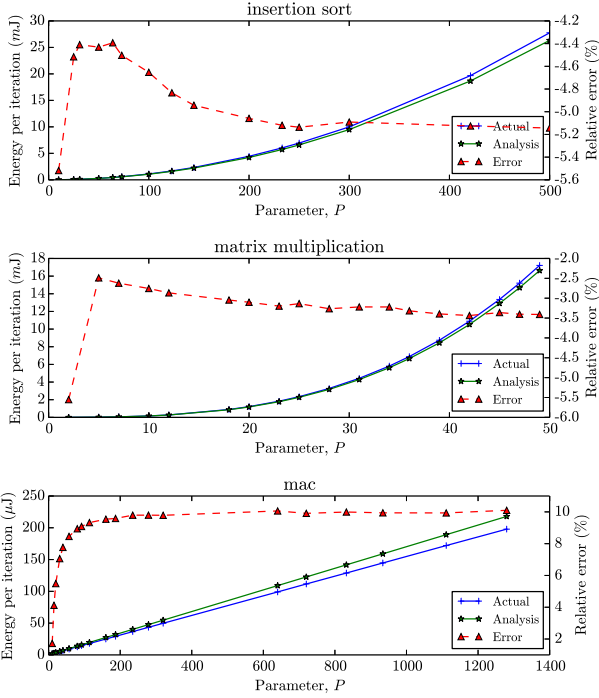 insertion sort
Energy per iteration (mJ)
30
25
20
15
10
5
0
-4.2
-4.4
-4.6
-4.8
-5.0
-5.2
-5.4
-5.6
Relative error (%)
Actual
Analysis
Error
0 100 200 300 400 500
Parameter, P
matrix multiplication
Energy per iteration (mJ)
18
16
14
12
10
8
6
4
2
0
-2.0
-2.5
-3.0
-3.5
-4.0
-4.5
-5.0
-5.5
-6.0
Relative error (%)
Actual
Analysis
Error
0 10 20 30 40 50
Parameter, P
mac
Energy per iteration (μJ)
250
200
150
100
50
0
10
8
6
4
2
Relative error (%)
Actual
Analysis
Error
0 200 400 600 800 1000 1200 1400
Parameter, P